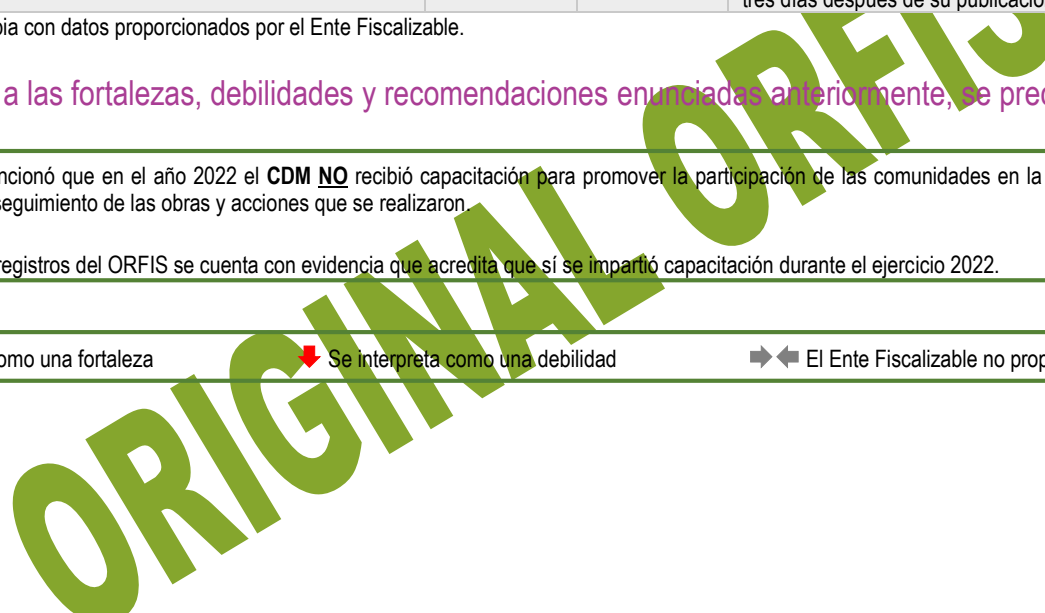 tres días después de su publicació
ia con datos proporcionados por el Ente Fiscalizable.
a las fortalezas, debilidades y recomendaciones enunciadas anteriormente, se prec
ncionó que en el año 2022 el CDM NO recibió capacitación para promover la participación de las comunidades en la
seguimiento de las obras y acciones que se realizaron.
registros del ORFIS se cuenta con evidencia que acredita que sí se impartió capacitación durante el ejercicio 2022.
omo una fortaleza Se interpreta como una debilidad El Ente Fiscalizable no prop
ORIGINAL ORFIS